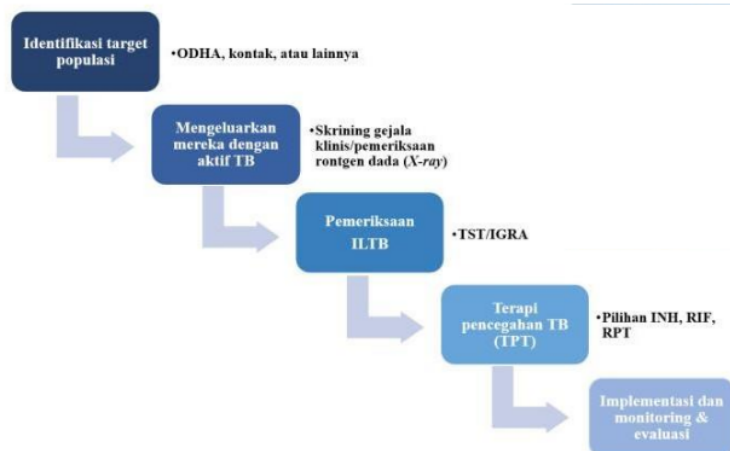 Identifikasi target
populasi
•ODHA, kontak, atau lainnya
Mengeluarkan
mereka dengan
aktif TB
•Skrining gejala
klinis/pemeriksaan
rontgen dada (X-ray)
Pemeriksaan
ILTB
•TST/IGRA
Terapi
pencegahan TB
(TPT)
•Pilihan INH, RIF,
RPT
Implementasi dan
monitoring &
evaluasi